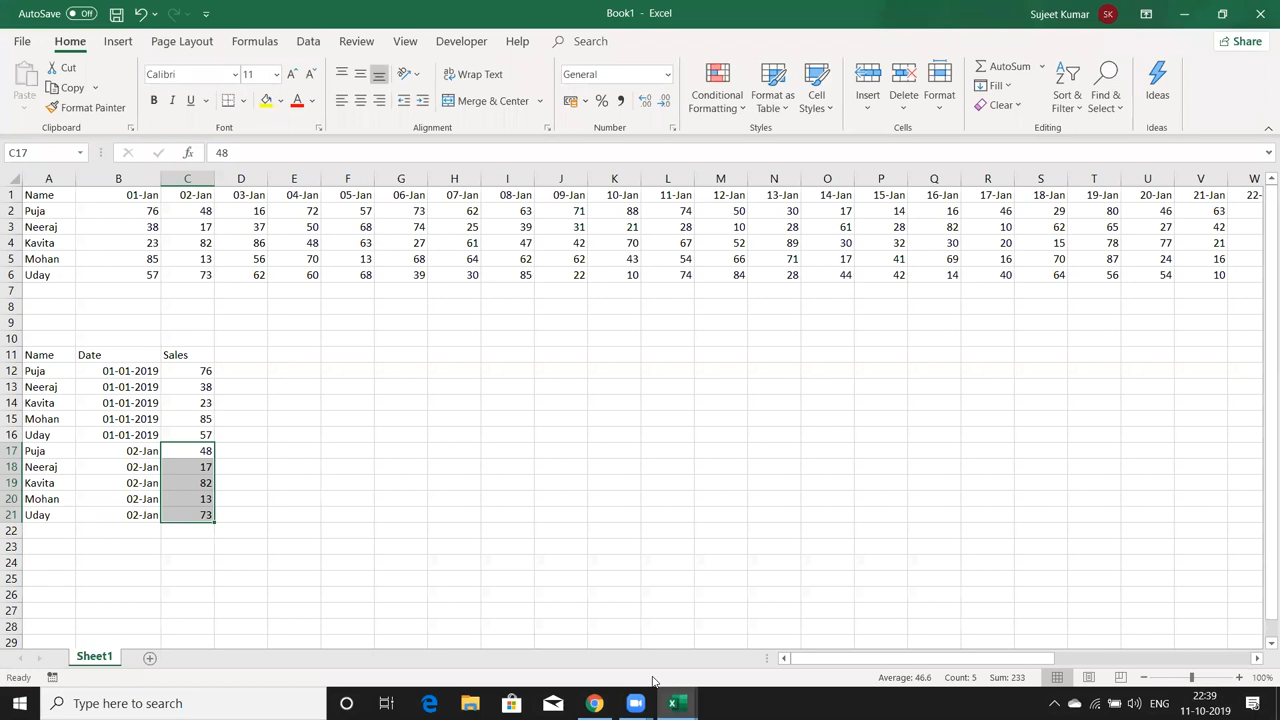 AutoSave Off Book1 - Excel Sujeet Kumar SK
File Home Insert Page Layout Formulas Data Review View Developer Help Search Share
Paste Cut Copy Format Painter Clipboard
Calibri 11 A A B I U A Font
Wrap Text Merge & Center Alignment
General % , Number
Conditional Formatting Format as Table Cell Styles Styles
Insert Delete Format Cells
AutoSum Fill Clear Sort & Filter Find & Select Editing
Ideas Ideas
C17 fx 48
A B C D E F G H I J K L M N O P Q R S T U V W
1 Name 01-Jan 02-Jan 03-Jan 04-Jan 05-Jan 06-Jan 07-Jan 08-Jan 09-Jan 10-Jan 11-Jan 12-Jan 13-Jan 14-Jan 15-Jan 16-Jan 17-Jan 18-Jan 19-Jan 20-Jan 21-Jan 22-
2 Puja 76 48 16 72 57 73 62 63 71 88 74 50 30 17 14 16 46 29 80 46 63
3 Neeraj 38 17 37 50 68 74 25 39 31 21 28 10 28 61 28 82 10 62 65 27 42
4 Kavita 23 82 86 48 63 27 61 47 42 70 67 52 89 30 32 30 20 15 78 77 21
5 Mohan 85 13 56 70 13 68 64 62 62 43 54 66 71 17 41 69 16 70 87 24 16
6 Uday 57 73 62 60 68 39 30 85 22 10 74 84 28 44 42 14 40 64 56 54 10
7
8
9
10
11 Name Date Sales
12 Puja 01-01-2019 76
13 Neeraj 01-01-2019 38
14 Kavita 01-01-2019 23
15 Mohan 01-01-2019 85
16 Uday 01-01-2019 57
17 Puja 02-Jan 48
18 Neeraj 02-Jan 17
19 Kavita 02-Jan 82
20 Mohan 02-Jan 13
21 Uday 02-Jan 73
22
23
24
25
26
27
28
29
Sheet1
Ready Average: 46.6 Count: 5 Sum: 233 100%
Type here to search ENG 22:39
11-10-2019